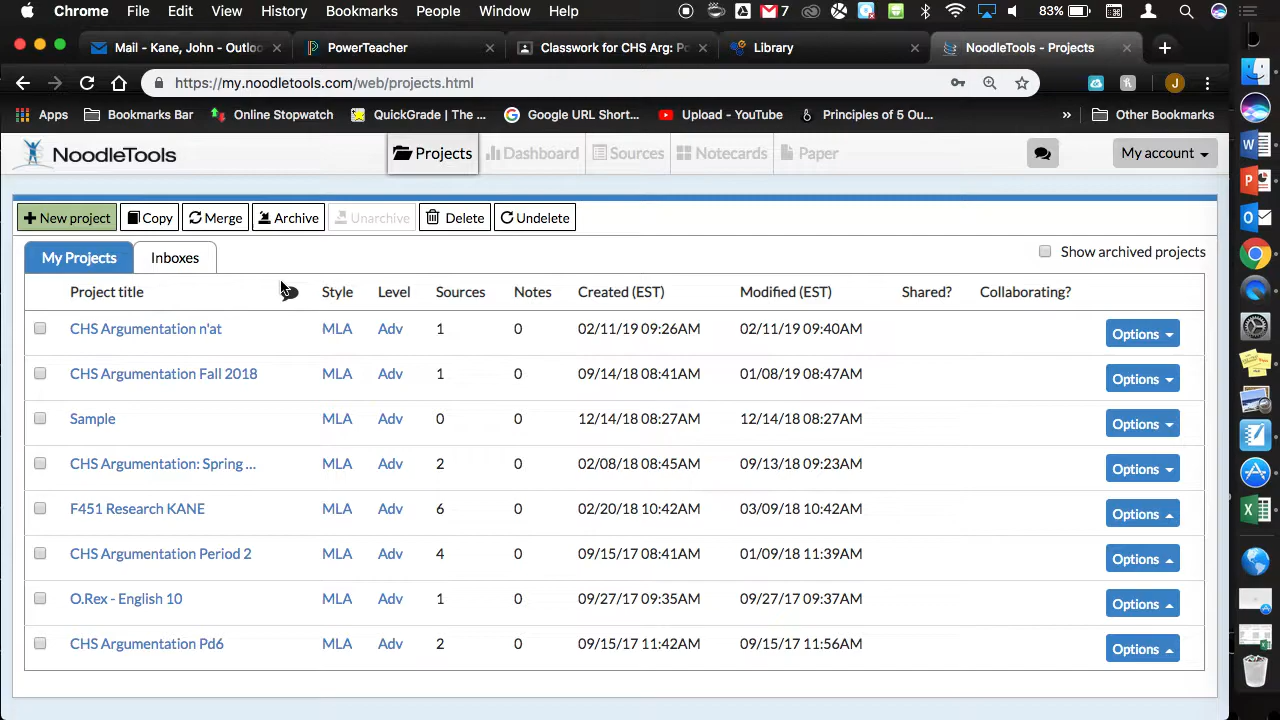 Chrome File Edit View History Bookmarks People Window Help 7 83%
Mail - Kane, John - Outlo PowerTeacher Classwork for CHS Arg: Pe Library NoodleTools - Projects
https://my.noodletools.com/web/projects.html J
Apps Bookmarks Bar Online Stopwatch QuickGrade | The ... Google URL Short... Upload - YouTube Principles of 5 Ou... » Other Bookmarks
NoodleTools Projects Dashboard Sources Notecards Paper My account
New project Copy Merge Archive Unarchive Delete Undelete
My Projects Inboxes Show archived projects
Project title Style Level Sources Notes Created (EST) Modified (EST) Shared? Collaborating?
CHS Argumentation n'at MLA Adv 1 0 02/11/19 09:26AM 02/11/19 09:40AM Options
CHS Argumentation Fall 2018 MLA Adv 1 0 09/14/18 08:41AM 01/08/19 08:47AM Options
Sample MLA Adv 0 0 12/14/18 08:27AM 12/14/18 08:27AM Options
CHS Argumentation: Spring ... MLA Adv 2 0 02/08/18 08:45AM 09/13/18 09:23AM Options
F451 Research KANE MLA Adv 6 0 02/20/18 10:42AM 03/09/18 10:42AM Options
CHS Argumentation Period 2 MLA Adv 4 0 09/15/17 08:41AM 01/09/18 11:39AM Options
O.Rex - English 10 MLA Adv 1 0 09/27/17 09:35AM 09/27/17 09:37AM Options
CHS Argumentation Pd6 MLA Adv 2 0 09/15/17 11:42AM 09/15/17 11:56AM Options